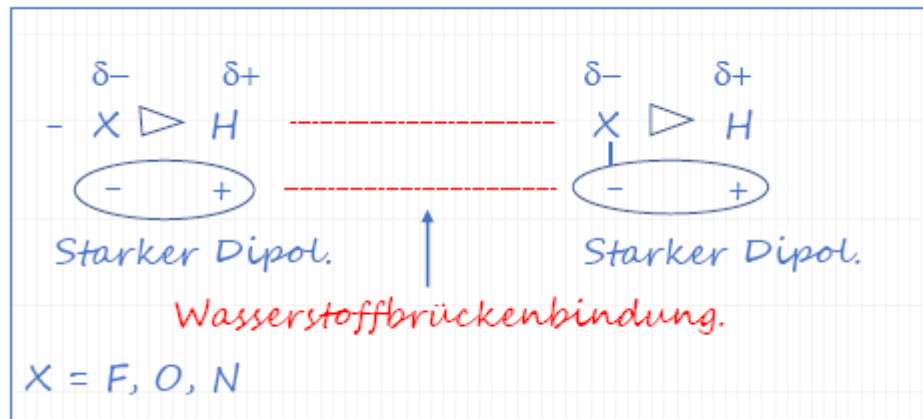 δ− δ+ δ− δ+
– X H X H
– + – +
Starker Dipol. Starker Dipol.
Wasserstoffbrückenbindung.
X = F, O, N